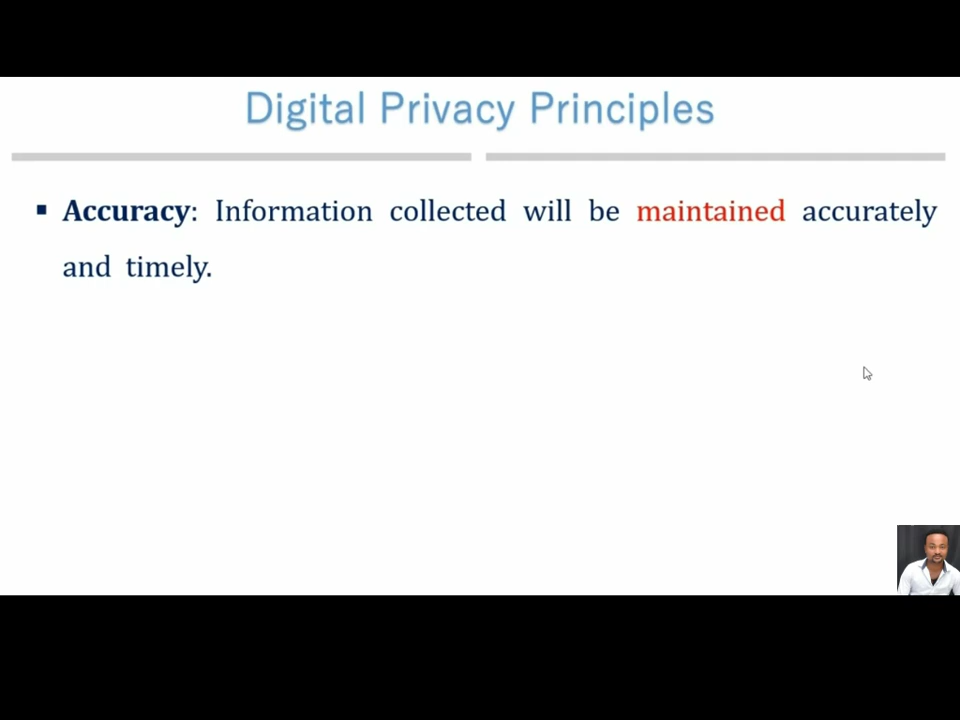 Digital Privacy Principles
▪ Accuracy: Information collected will be maintained accurately
and timely.